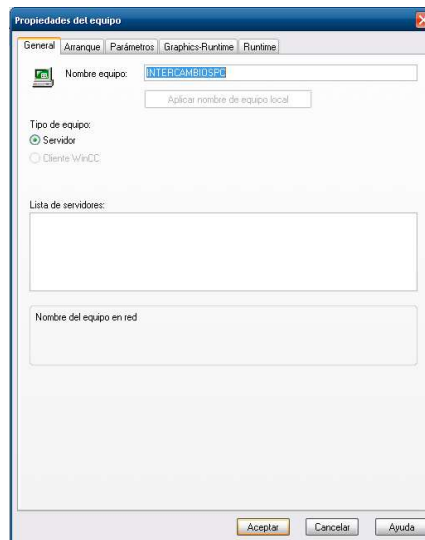 Propiedades del equipo
General Arranque Parámetros Graphics-Runtime Runtime
Nombre equipo: INTERCAMBIOSPC
Aplicar nombre de equipo local
Tipo de equipo:
Servidor
Cliente WinCC
Lista de servidores:
Nombre del equipo en red
Aceptar Cancelar Ayuda